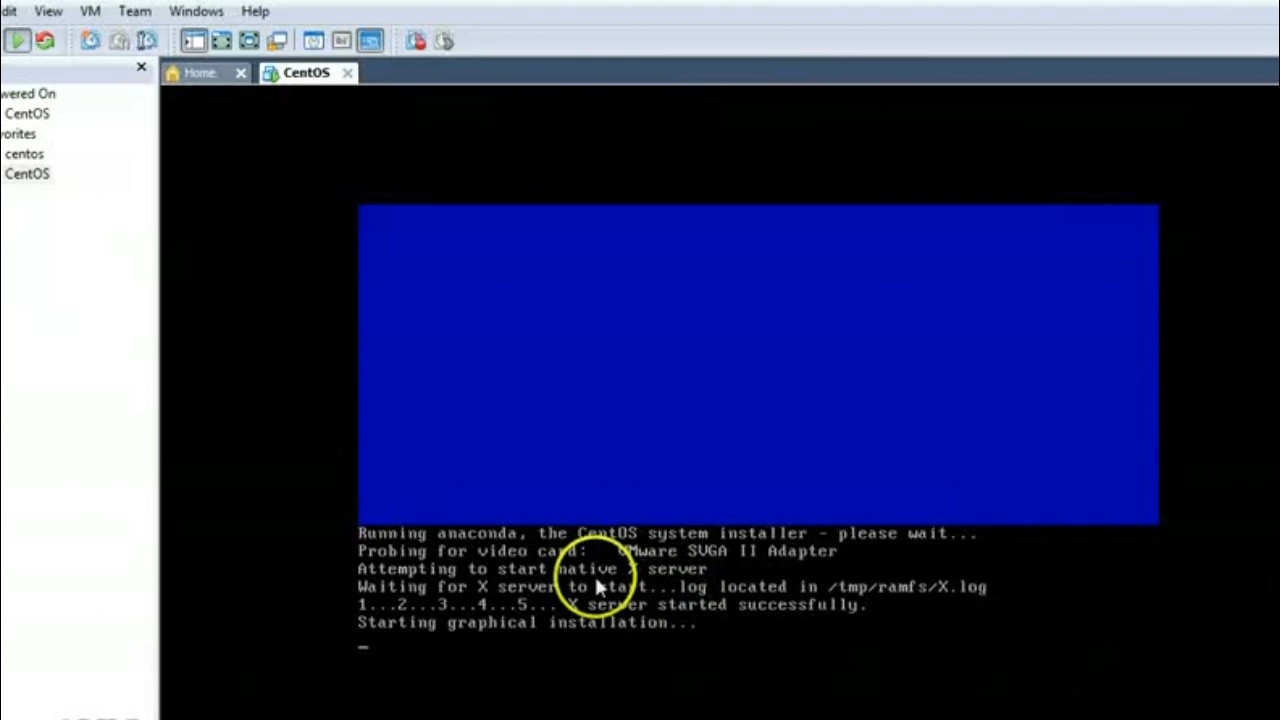 dit View VM Team Windows Help
Home CentOS
wered On
CentOS
vorites
centos
CentOS
Running anaconda, the CentOS system installer - please wait...
Probing for video card: VMware SVGA II Adapter
Attempting to start native X server
Waiting for X server to start...log located in /tmp/ramfs/X.log
1...2...3...4...5... X server started successfully.
Starting graphical installation...